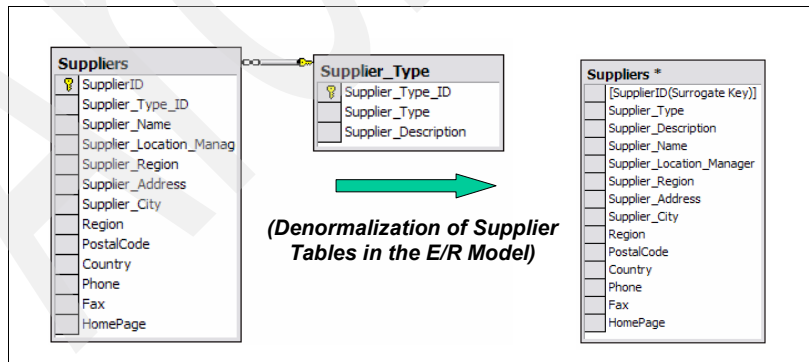 Suppliers
SupplierID
Supplier_Type_ID
Supplier_Name
Supplier_Location_Manag
Supplier_Region
Supplier_Address
Supplier_City
Region
PostalCode
Country
Phone
Fax
HomePage
Supplier_Type
Supplier_Type_ID
Supplier_Type
Supplier_Description
(Denormalization of Supplier
Tables in the E/R Model)
Suppliers *
[SupplierID(Surrogate Key)]
Supplier_Type
Supplier_Description
Supplier_Name
Supplier_Location_Manager
Supplier_Region
Supplier_Address
Supplier_City
Region
PostalCode
Country
Phone
Fax
HomePage